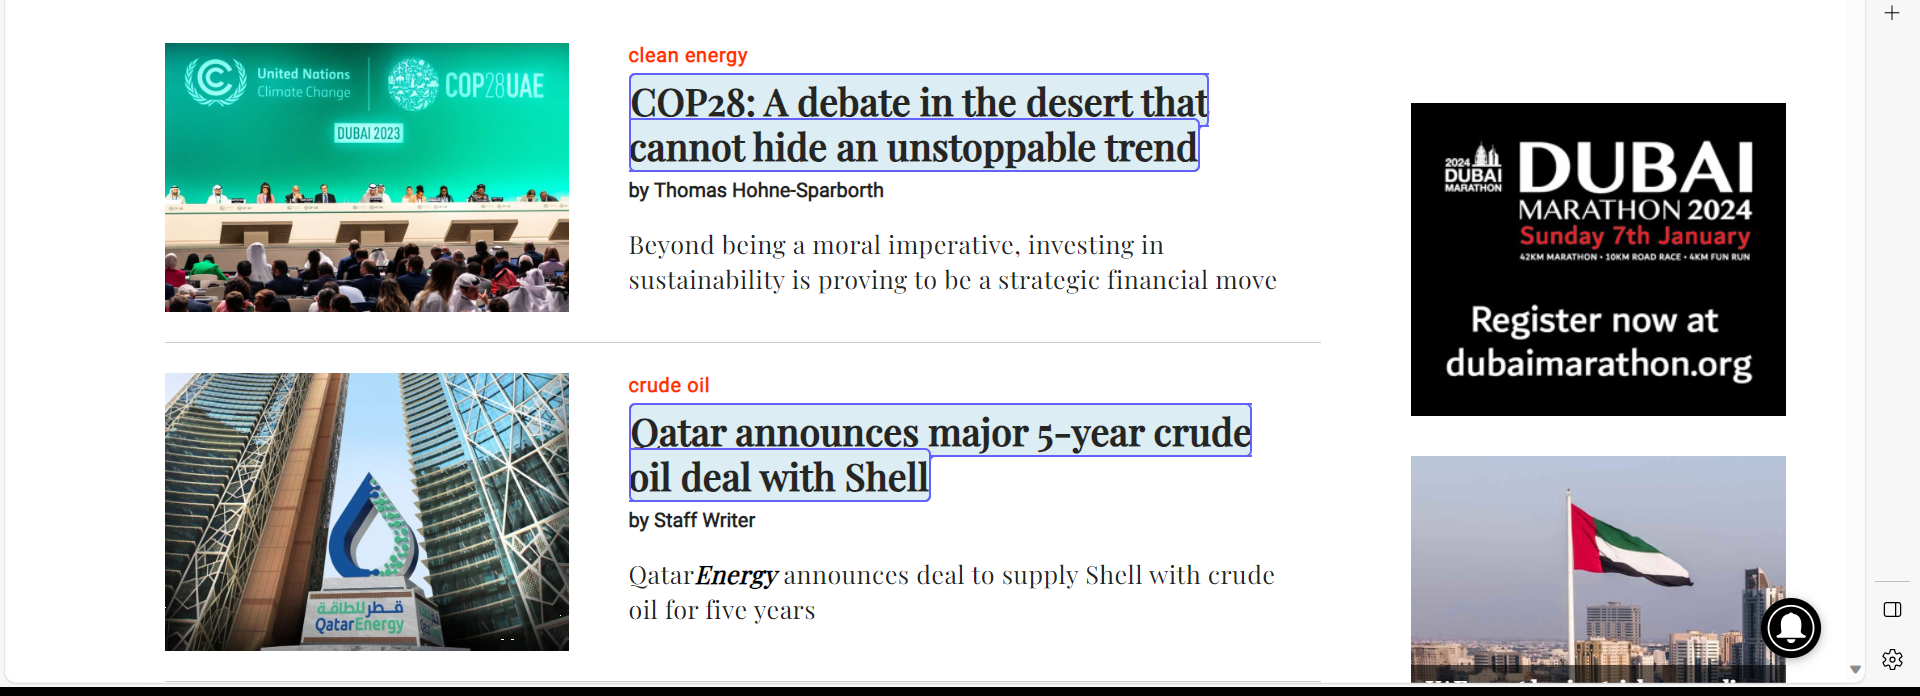 United Nations
Climate Change
COP28UAE
DUBAI 2023
clean energy
COP28: A debate in the desert that
cannot hide an unstoppable trend
by Thomas Hohne-Sparborth
Beyond being a moral imperative, investing in
sustainability is proving to be a strategic financial move
قطر للطاقة
QatarEnergy
crude oil
Qatar announces major 5-year crude
oil deal with Shell
by Staff Writer
QatarEnergy announces deal to supply Shell with crude
oil for five years
2024
DUBAI
MARATHON
DUBAI
MARATHON 2024
Sunday 7th January
42KM MARATHON • 10KM ROAD RACE • 4KM FUN RUN
Register now at
dubaimarathon.org